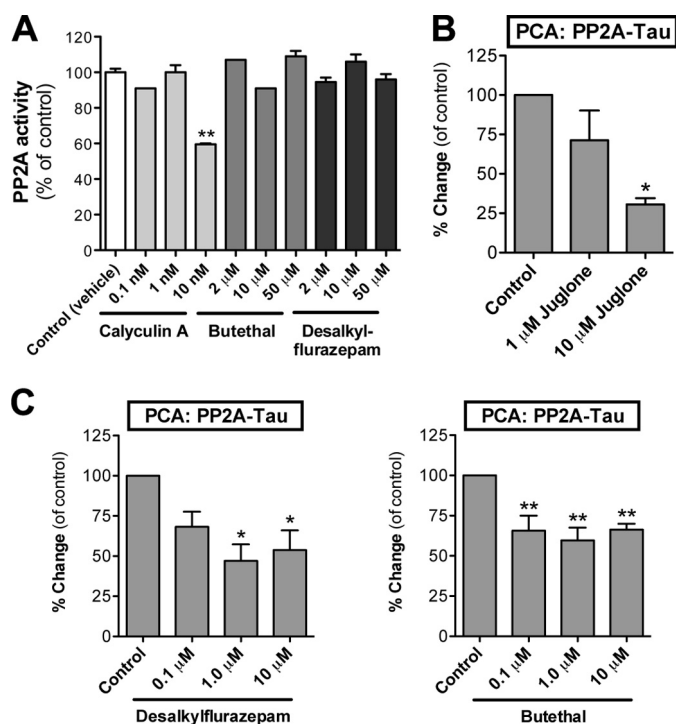 A
PP2A activity
(% of control)
120
100
80
60
40
20
0
**
Control (vehicle)
0.1 nM
1 nM
10 nM
2 μM
10 μM
50 μM
2 μM
10 μM
50 μM
Calyculin A
Butethal
Desalkyl-
flurazepam
B
PCA: PP2A-Tau
% Change (of control)
125
100
75
50
25
0
*
Control
1 μM Juglone
10 μM Juglone
C
PCA: PP2A-Tau
% Change (of control)
125
100
75
50
25
0
*
*
Control
0.1 μM
1.0 μM
10 μM
Desalkylflurazepam
PCA: PP2A-Tau
% Change (of control)
125
100
75
50
25
0
**
**
**
Control
0.1 μM
1.0 μM
10 μM
Butethal